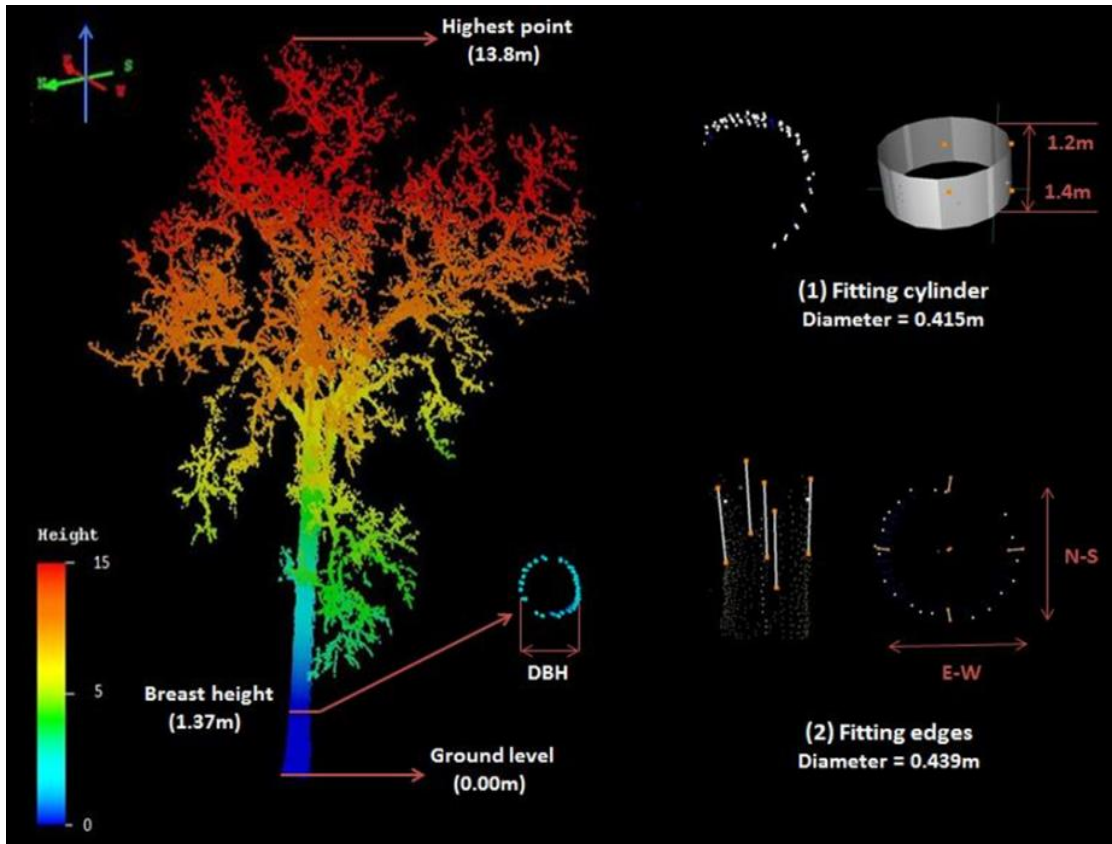 Highest point
(13.8m)
S
1.2m
1.4m
(1) Fitting cylinder
Diameter = 0.415m
Height
15
5
0
N-S
E-W
DBH
Breast height
(1.37m)
Ground level
(0.00m)
(2) Fitting edges
Diameter = 0.439m